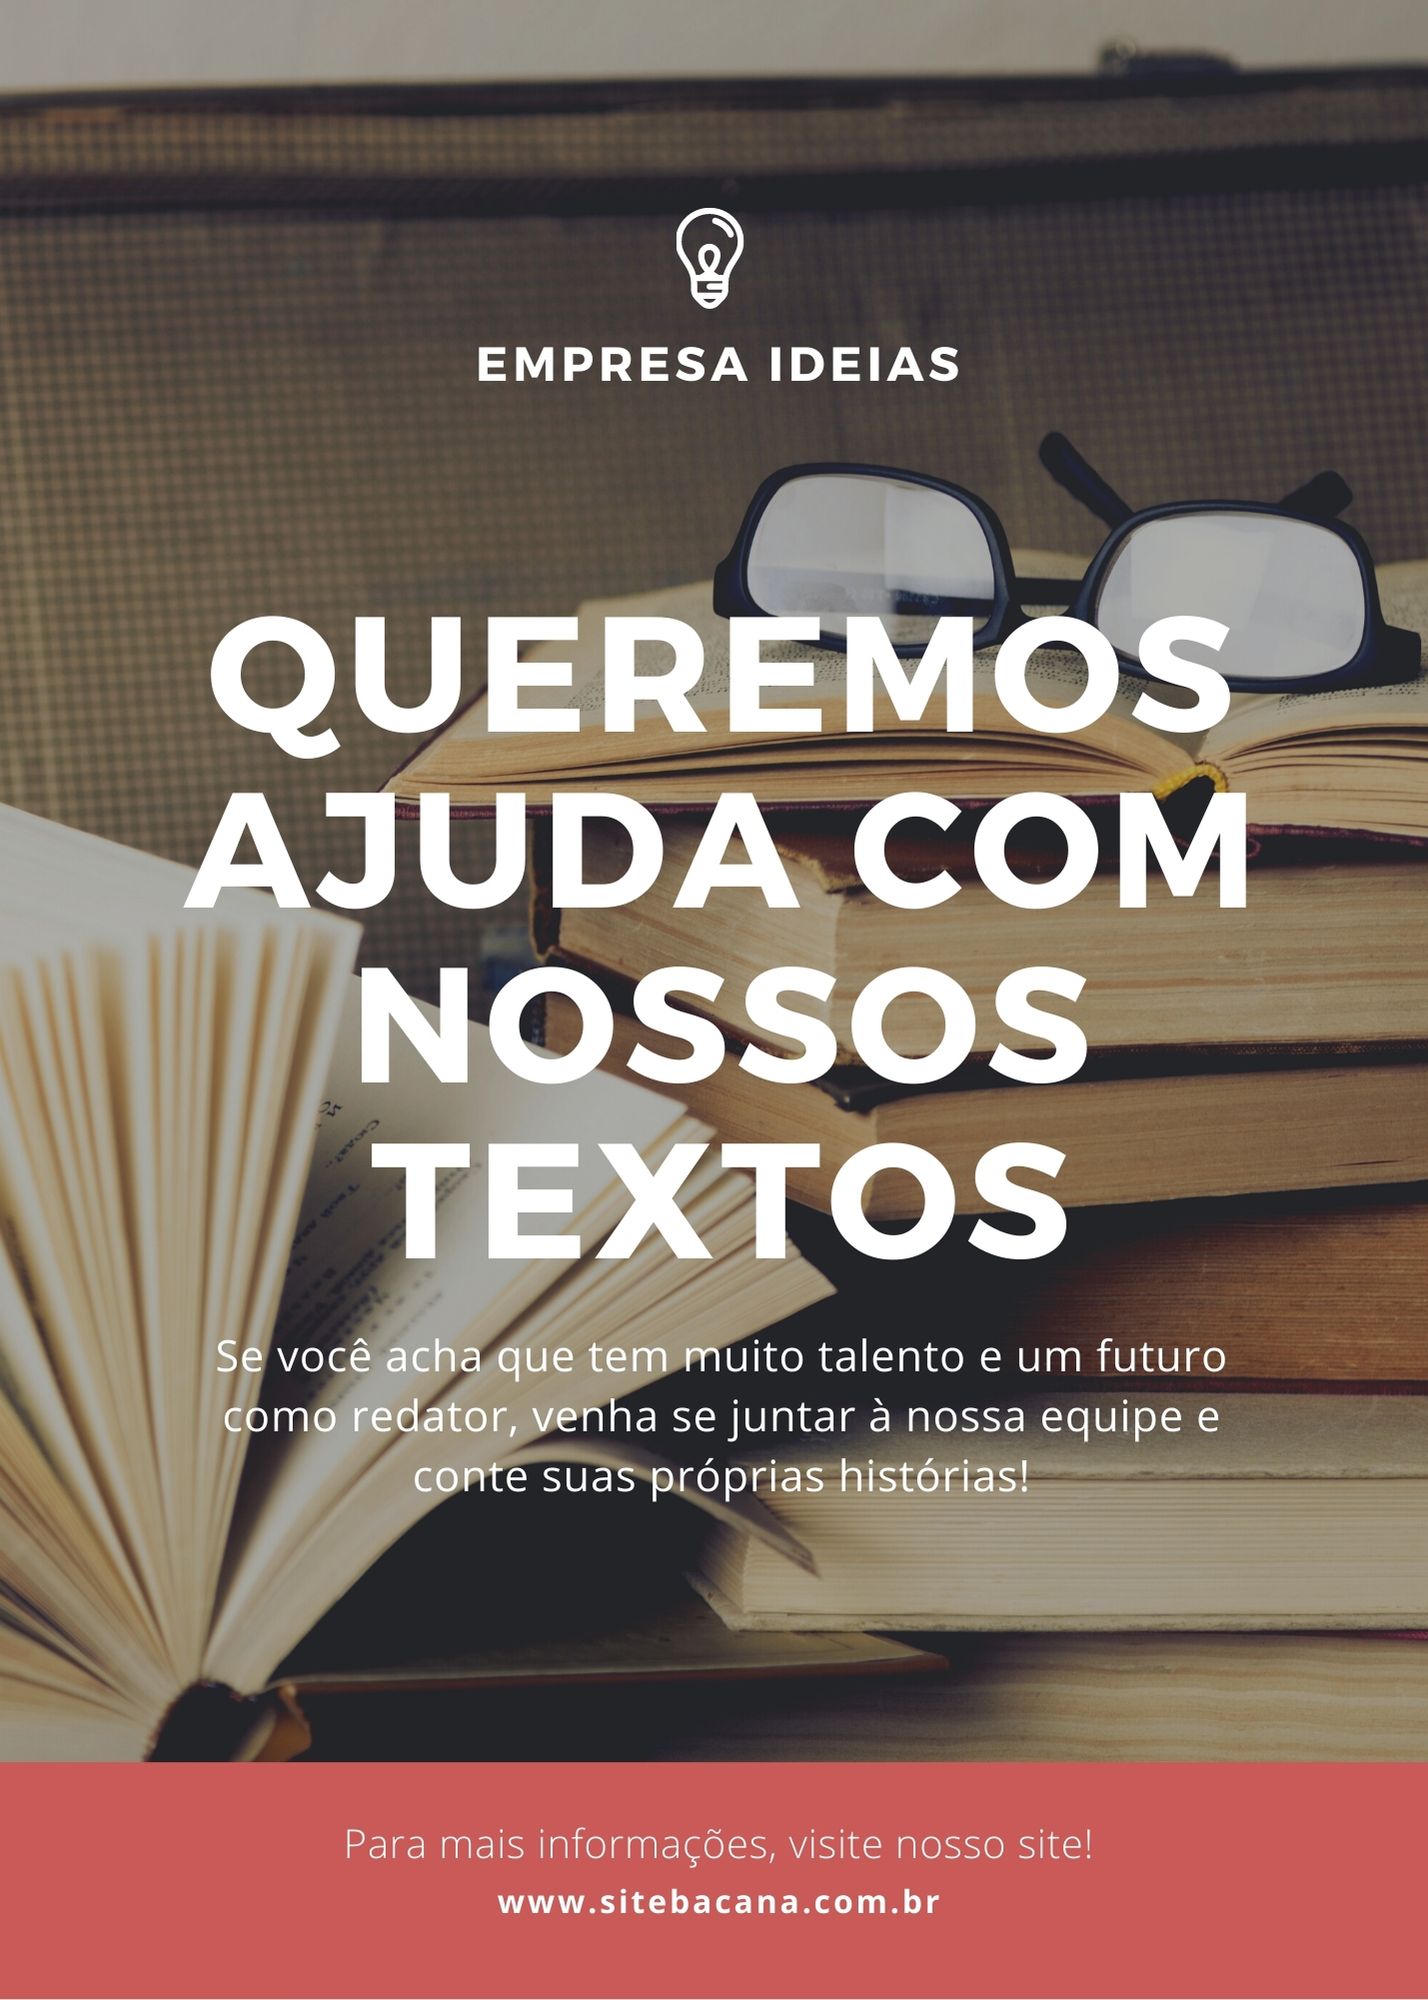 EMPRESA IDEIAS
QUEREMOS
AJUDA COM
NOSSOS
TEXTOS
Se você acha que tem muito talento e um futuro
como redator, venha se juntar à nossa equipe e
conte suas próprias histórias!
Para mais informações, visite nosso site!
www.sitebacana.com.br